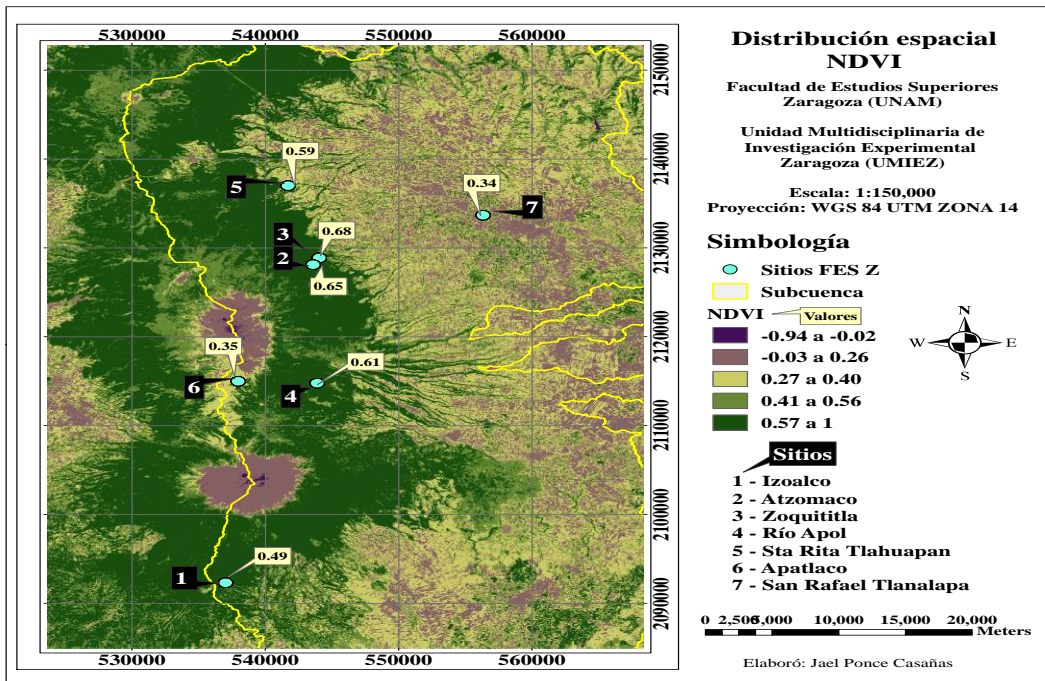 530000 540000 550000 560000
Distribución espacial
NDVI
Facultad de Estudios Superiores
Zaragoza (UNAM)
Unidad Multidisciplinaria de
Investigación Experimental
Zaragoza (UMIEZ)
Escala: 1:150,000
Proyección: WGS 84 UTM ZONA 14
Simbología
Sitios FES Z
Subcuenca
NDVI Valores
-0.94 a -0.02
-0.03 a 0.26
0.27 a 0.40
0.41 a 0.56
0.57 a 1
N
W E
S
Sitios
1 - Izoalco
2 - Atzomaco
3 - Zoquititla
4 - Río Apol
5 - Sta Rita Tlahuapan
6 - Apatlaco
7 - San Rafael Tlanalapa
0 2,500 5,000 10,000 15,000 20,000
Meters
Elaboró: Jael Ponce Casañas
2150000
2140000
2130000
2120000
2110000
2100000
2090000
0.59
5
0.34
7
3
0.68
2
0.65
0.35
6
0.61
4
0.49
1
530000 540000 550000 560000